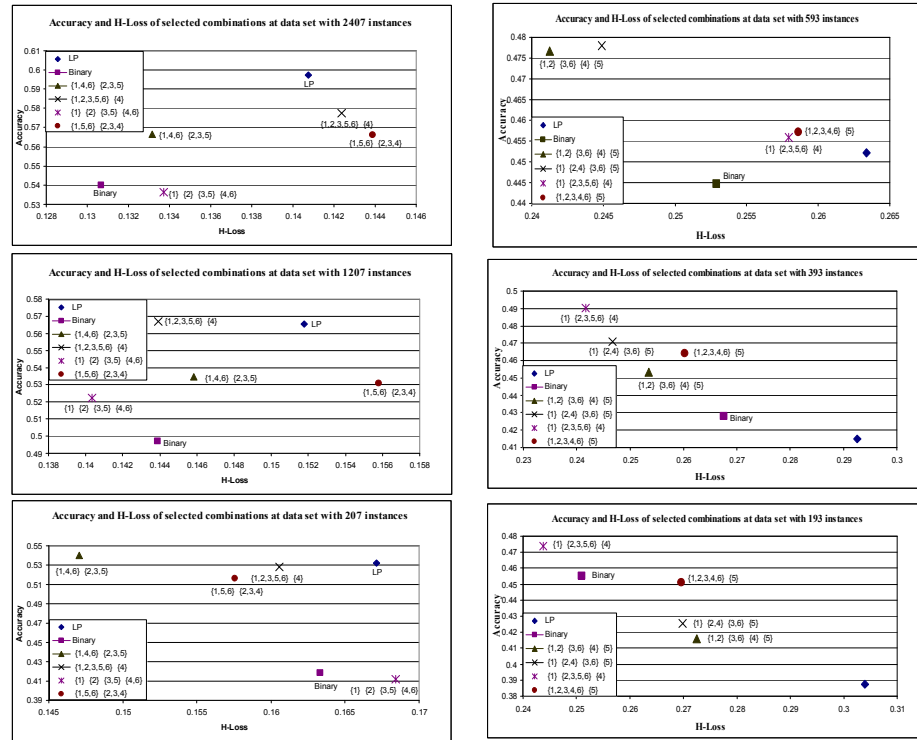 Accuracy and H-Loss of selected combinations at data set with 2407 instances
0.61
0.6
0.59
0.58
0.57
0.56
0.55
0.54
0.53
Accuracy
LP
Binary
{1,4,6} {2,3,5}
{1,2,3,5,6} {4}
{1} {2} {3,5} {4,6}
{1,5,6} {2,3,4}
LP
{1,2,3,5,6} {4}
{1,4,6} {2,3,5}
{1,5,6} {2,3,4}
Binary
{1} {2} {3,5} {4,6}
0.128 0.13 0.132 0.134 0.136 0.138 0.14 0.142 0.144 0.146
H-Loss
Accuracy and H-Loss of selected combinations at data set with 593 instances
0.48
0.475
0.47
0.465
0.46
0.455
0.45
0.445
0.44
Accuracy
{1,2} {3,6} {4} {5}
LP
Binary
{1,2} {3,6} {4} {5}
{1} {2,4} {3,6} {5}
{1} {2,3,5,6} {4}
{1,2,3,4,6} {5}
{1,2,3,4,6} {5}
{1} {2,3,5,6} {4}
Binary
0.24 0.245 0.25 0.255 0.26 0.265
H-Loss
Accuracy and H-Loss of selected combinations at data set with 1207 instances
0.58
0.57
0.56
0.55
0.54
0.53
0.52
0.51
0.5
0.49
Accuracy
LP
Binary
{1,4,6} {2,3,5}
{1,2,3,5,6} {4}
{1} {2} {3,5} {4,6}
{1,5,6} {2,3,4}
{1,2,3,5,6} {4}
LP
{1,4,6} {2,3,5}
{1,5,6} {2,3,4}
{1} {2} {3,5} {4,6}
Binary
0.138 0.14 0.142 0.144 0.146 0.148 0.15 0.152 0.154 0.156 0.158
H-Loss
Accuracy and H-Loss of selected combinations at data set with 393 instances
0.5
0.49
0.48
0.47
0.46
0.45
0.44
0.43
0.42
0.41
Accuracy
{1} {2,3,5,6} {4}
{1} {2,4} {3,6} {5}
{1,2,3,4,6} {5}
{1,2} {3,6} {4} {5}
LP
Binary
{1,2} {3,6} {4} {5}
{1} {2,4} {3,6} {5}
{1} {2,3,5,6} {4}
{1,2,3,4,6} {5}
Binary
0.23 0.24 0.25 0.26 0.27 0.28 0.29 0.3
H-Loss
Accuracy and H-Loss of selected combinations at data set with 207 instances
0.55
0.53
0.51
0.49
0.47
0.45
0.43
0.41
0.39
Accuracy
{1,4,6} {2,3,5}
LP
{1,2,3,5,6} {4}
{1,5,6} {2,3,4}
LP
Binary
{1,4,6} {2,3,5}
{1,2,3,5,6} {4}
{1} {2} {3,5} {4,6}
{1,5,6} {2,3,4}
Binary
{1} {2} {3,5} {4,6}
0.145 0.15 0.155 0.16 0.165 0.17
H-Loss
Accuracy and H-Loss of selected combinations at data set with 193 instances
0.48
0.47
0.46
0.45
0.44
0.43
0.42
0.41
0.4
0.39
0.38
Accuracy
{1} {2,3,5,6} {4}
Binary
{1,2,3,4,6} {5}
{1} {2,4} {3,6} {5}
{1,2} {3,6} {4} {5}
LP
Binary
{1,2} {3,6} {4} {5}
{1} {2,4} {3,6} {5}
{1} {2,3,5,6} {4}
{1,2,3,4,6} {5}
0.24 0.25 0.26 0.27 0.28 0.29 0.3 0.31
H-Loss